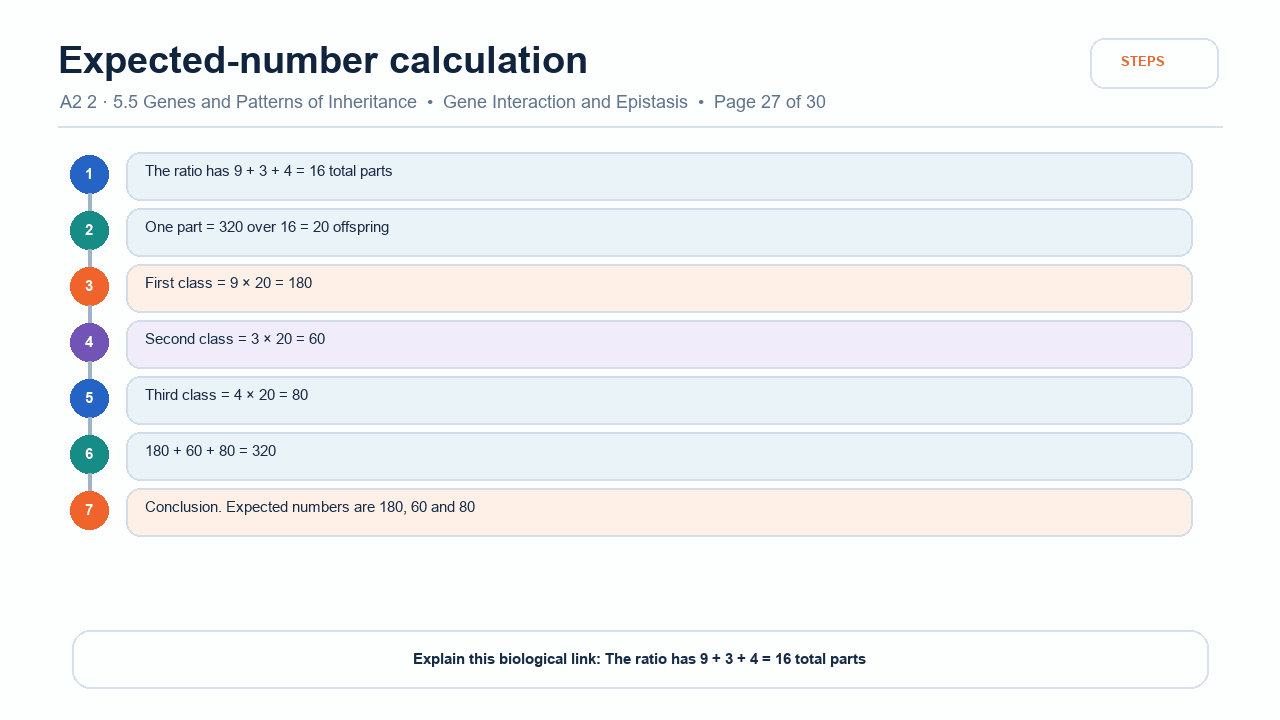 Expected-number calculation
STEPS
A2 2 · 5.5 Genes and Patterns of Inheritance • Gene Interaction and Epistasis • Page 27 of 30
1 The ratio has 9 + 3 + 4 = 16 total parts
2 One part = 320 over 16 = 20 offspring
3 First class = 9 × 20 = 180
4 Second class = 3 × 20 = 60
5 Third class = 4 × 20 = 80
6 180 + 60 + 80 = 320
7 Conclusion. Expected numbers are 180, 60 and 80
Explain this biological link: The ratio has 9 + 3 + 4 = 16 total parts